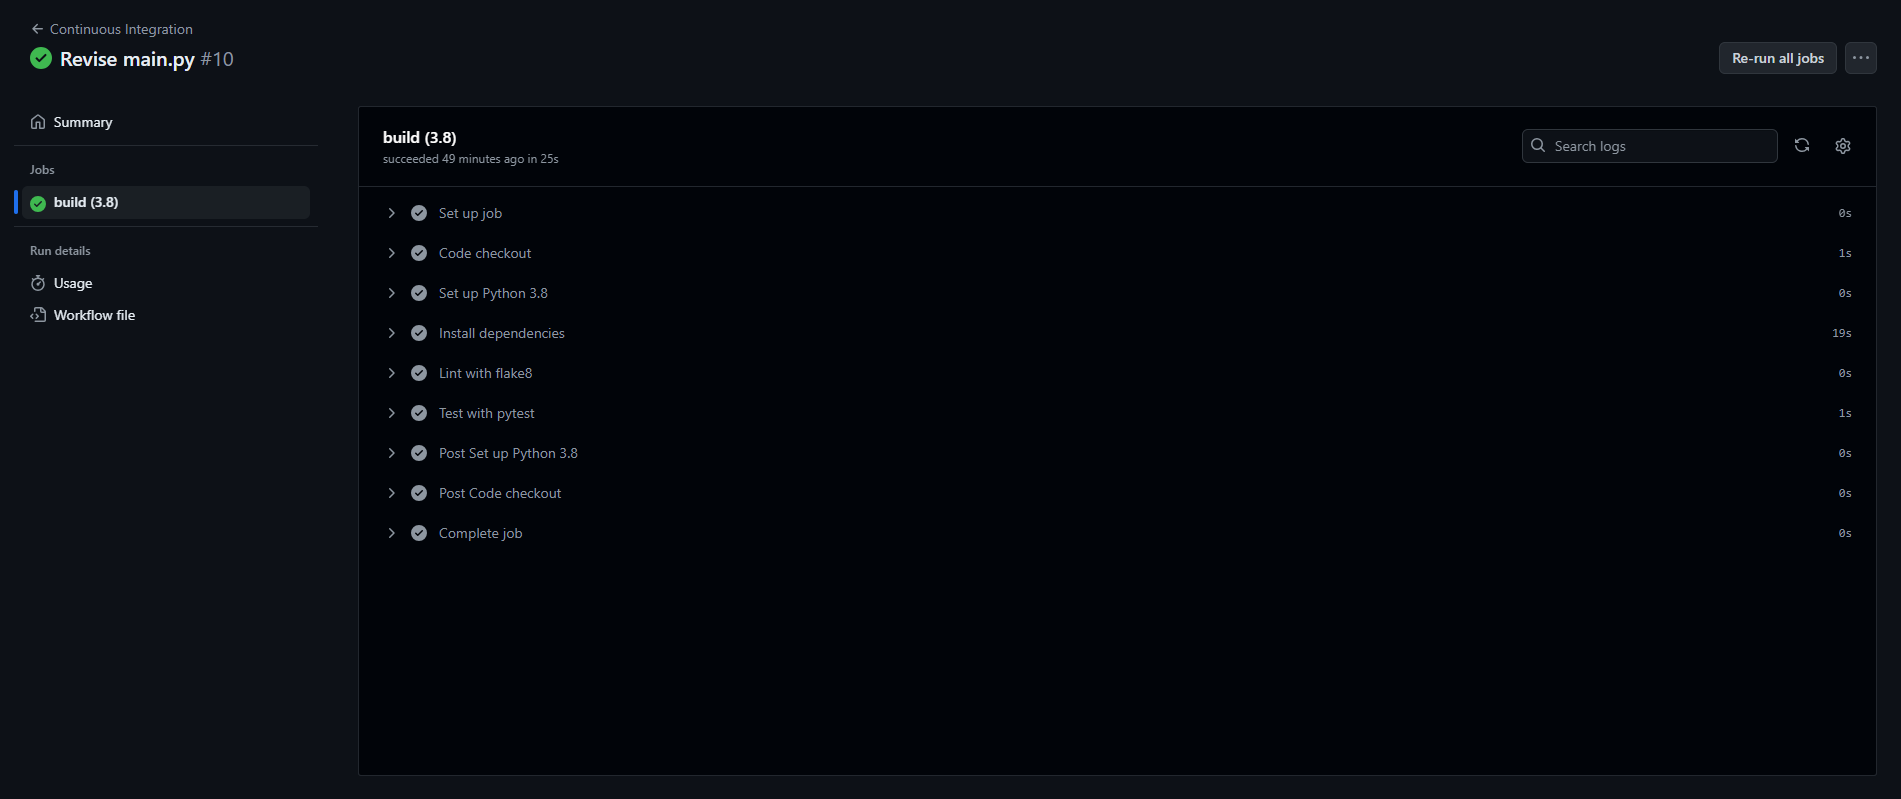 Continuous Integration
Revise main.py #10
Re-run all jobs
Summary
Jobs
build (3.8)
Run details
Usage
Workflow file
build (3.8)
succeeded 49 minutes ago in 25s
Search logs
Set up job 0s
Code checkout 1s
Set up Python 3.8 0s
Install dependencies 19s
Lint with flake8 0s
Test with pytest 1s
Post Set up Python 3.8 0s
Post Code checkout 0s
Complete job 0s